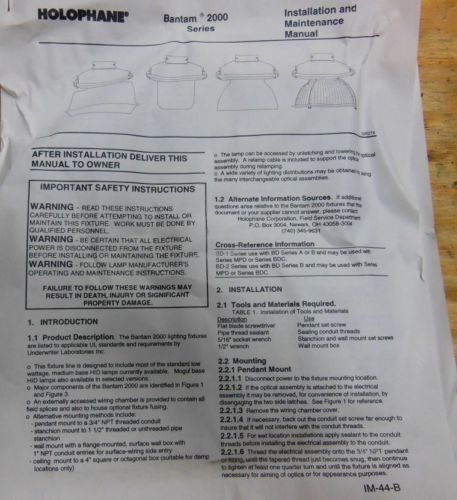 HOLOPHANE®
Bantam® 2000
Series
Installation and
Maintenance
Manual
AFTER INSTALLATION DELIVER THIS
MANUAL TO OWNER
IMPORTANT SAFETY INSTRUCTIONS
WARNING - READ THESE INSTRUCTIONS
CAREFULLY BEFORE ATTEMPTING TO INSTALL OR
MAINTAIN THIS FIXTURE. WORK MUST BE DONE BY
QUALIFIED PERSONNEL.
WARNING - BE CERTAIN THAT ALL ELECTRICAL
POWER IS DISCONNECTED FROM THE FIXTURE
BEFORE INSTALLING OR MAINTAINING THE FIXTURE.
WARNING - FOLLOW LAMP MANUFACTURER'S
OPERATING AND MAINTENANCE INSTRUCTIONS.
FAILURE TO FOLLOW THESE WARNINGS MAY
RESULT IN DEATH, INJURY OR SIGNIFICANT
PROPERTY DAMAGE.
1. INTRODUCTION
1.1 Product Description. The Bantam 2000 lighting fixtures
are listed to applicable UL standards and requirements by
Underwriter Laboratories Inc.
o This fixture line is designed to include most of the standard low
wattage, medium base HID lamps currently available. Mogul base
HID lamps also available in selected versions.
o Major components of the Bantam 2000 are identified in Figure 1
and Figure 3.
o An externally accessed wiring chamber is provided to contain all
field splices and also to house optional fixture fusing.
o Alternative mounting methods include:
- pendant mount to a 3/4" NPT threaded conduit
- stanchion mount to 1 1/2" threaded or unthreaded pipe
stanchion
- wall mount with a flange-mounted, surface wall box with
1" NPT conduit entries for surface-wiring side entry
- ceiling mount to a 4" square or octagonal box (suitable for damp
locations only)
o The lamp can be accessed by unlatching and lowering the optical
assembly. A relamp cable is included to support the optical
assembly during relamping.
o A wide variety of lighting distributions may be obtained using
the many interchangeable optical assemblies.
1.2 Alternate Information Sources. If additional
questions arise relative to the Bantam 2000 fixtures that this
document or your supplier cannot answer, please contact
Holophane Corporation, Field Service Department
P.O. Box 3004, Newark, OH 43058-3004
(740) 345-9631
Cross-Reference Information
BD-1 Series use with BD Series A or B and may be used with
Series MPD or Series BDC.
BD-2 Series use with BD Series B and may be used with Series
MPD or Series BDC.
2. INSTALLATION
2.1 Tools and Materials Required.
TABLE 1. Installation of Tools and Materials
Description Use
Flat blade screwdriver Pendant set screw
Pipe thread sealant Sealing conduit threads
5/16" socket wrench Stanchion and wall mount set screws
1/2" wrench Wall mount box
2.2 Mounting
2.2.1 Pendant Mount
2.2.1.1 Disconnect power to the fixture mounting location.
2.2.1.2 If the optical assembly is attached to the electrical
assembly it may be removed, for convenience of installation, by
disengaging the two side latches. See Figure 1 for reference.
2.2.1.3 Remove the wiring chamber cover.
2.2.1.4 If necessary, back out the conduit set screw far enough to
insure that it will not interfere with the conduit threads.
2.2.1.5 For wet location installations apply sealant to the conduit
threads before installing the electrical assembly to the conduit.
2.2.1.6 Thread the electrical assembly onto the 3/4" NPT pendant
or fitting, until the tapered thread just becomes snug, then continue
to tighten at least one quarter turn and until the fixture is aligned as
necessary for aiming of optics or for appearance purposes.
IM-44-B